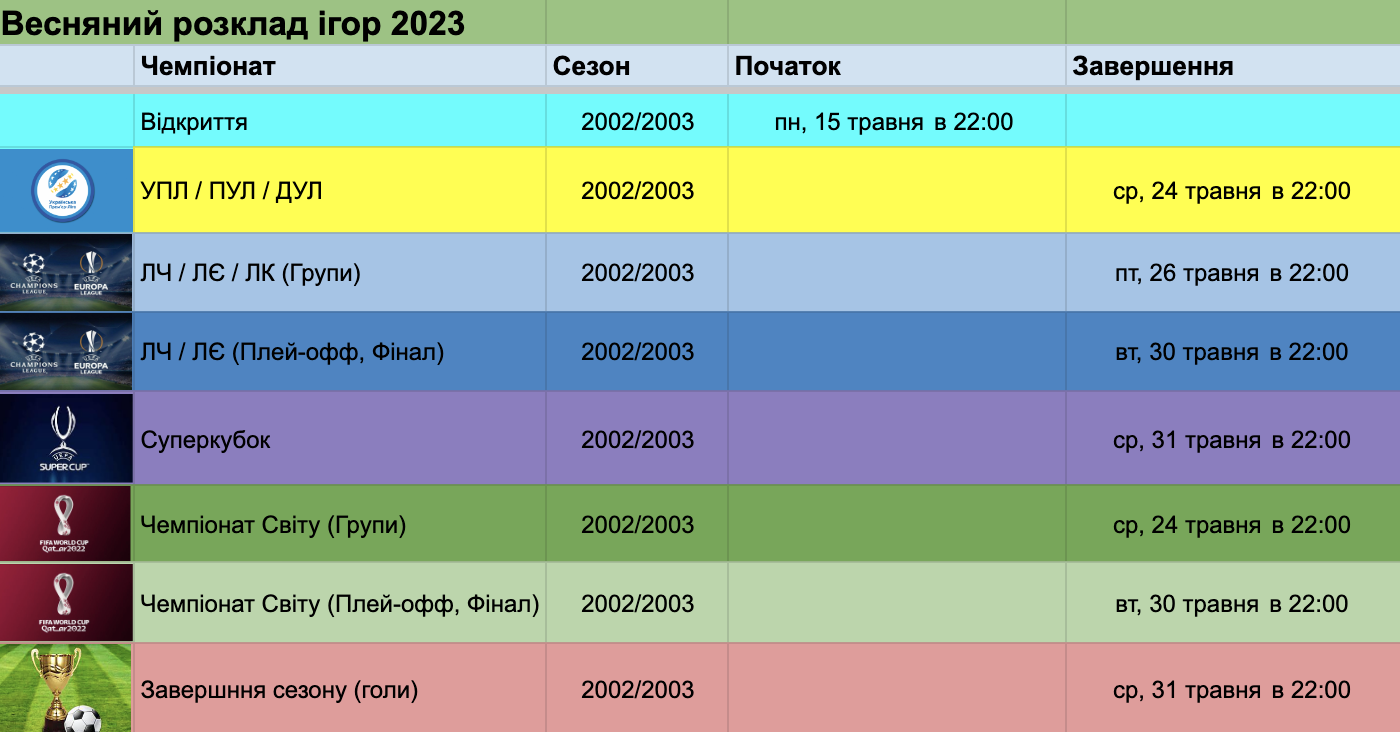 Весняний розклад ігор 2023
Чемпіонат Сезон Початок Завершення
Відкриття 2002/2003 пн, 15 травня в 22:00
Українська
Прем'єр-Ліга
УПЛ / ПУЛ / ДУЛ 2002/2003 ср, 24 травня в 22:00
UEFA CHAMPIONS LEAGUE UEFA EUROPA LEAGUE
ЛЧ / ЛЄ / ЛК (Групи) 2002/2003 пт, 26 травня в 22:00
UEFA CHAMPIONS LEAGUE UEFA EUROPA LEAGUE
ЛЧ / ЛЄ (Плей-офф, Фінал) 2002/2003 вт, 30 травня в 22:00
UEFA
SUPER CUP
Суперкубок 2002/2003 ср, 31 травня в 22:00
FIFA WORLD CUP
Qatar2022
Чемпіонат Світу (Групи) 2002/2003 ср, 24 травня в 22:00
FIFA WORLD CUP
Qatar2022
Чемпіонат Світу (Плей-офф, Фінал) 2002/2003 вт, 30 травня в 22:00
Завершння сезону (голи) 2002/2003 ср, 31 травня в 22:00